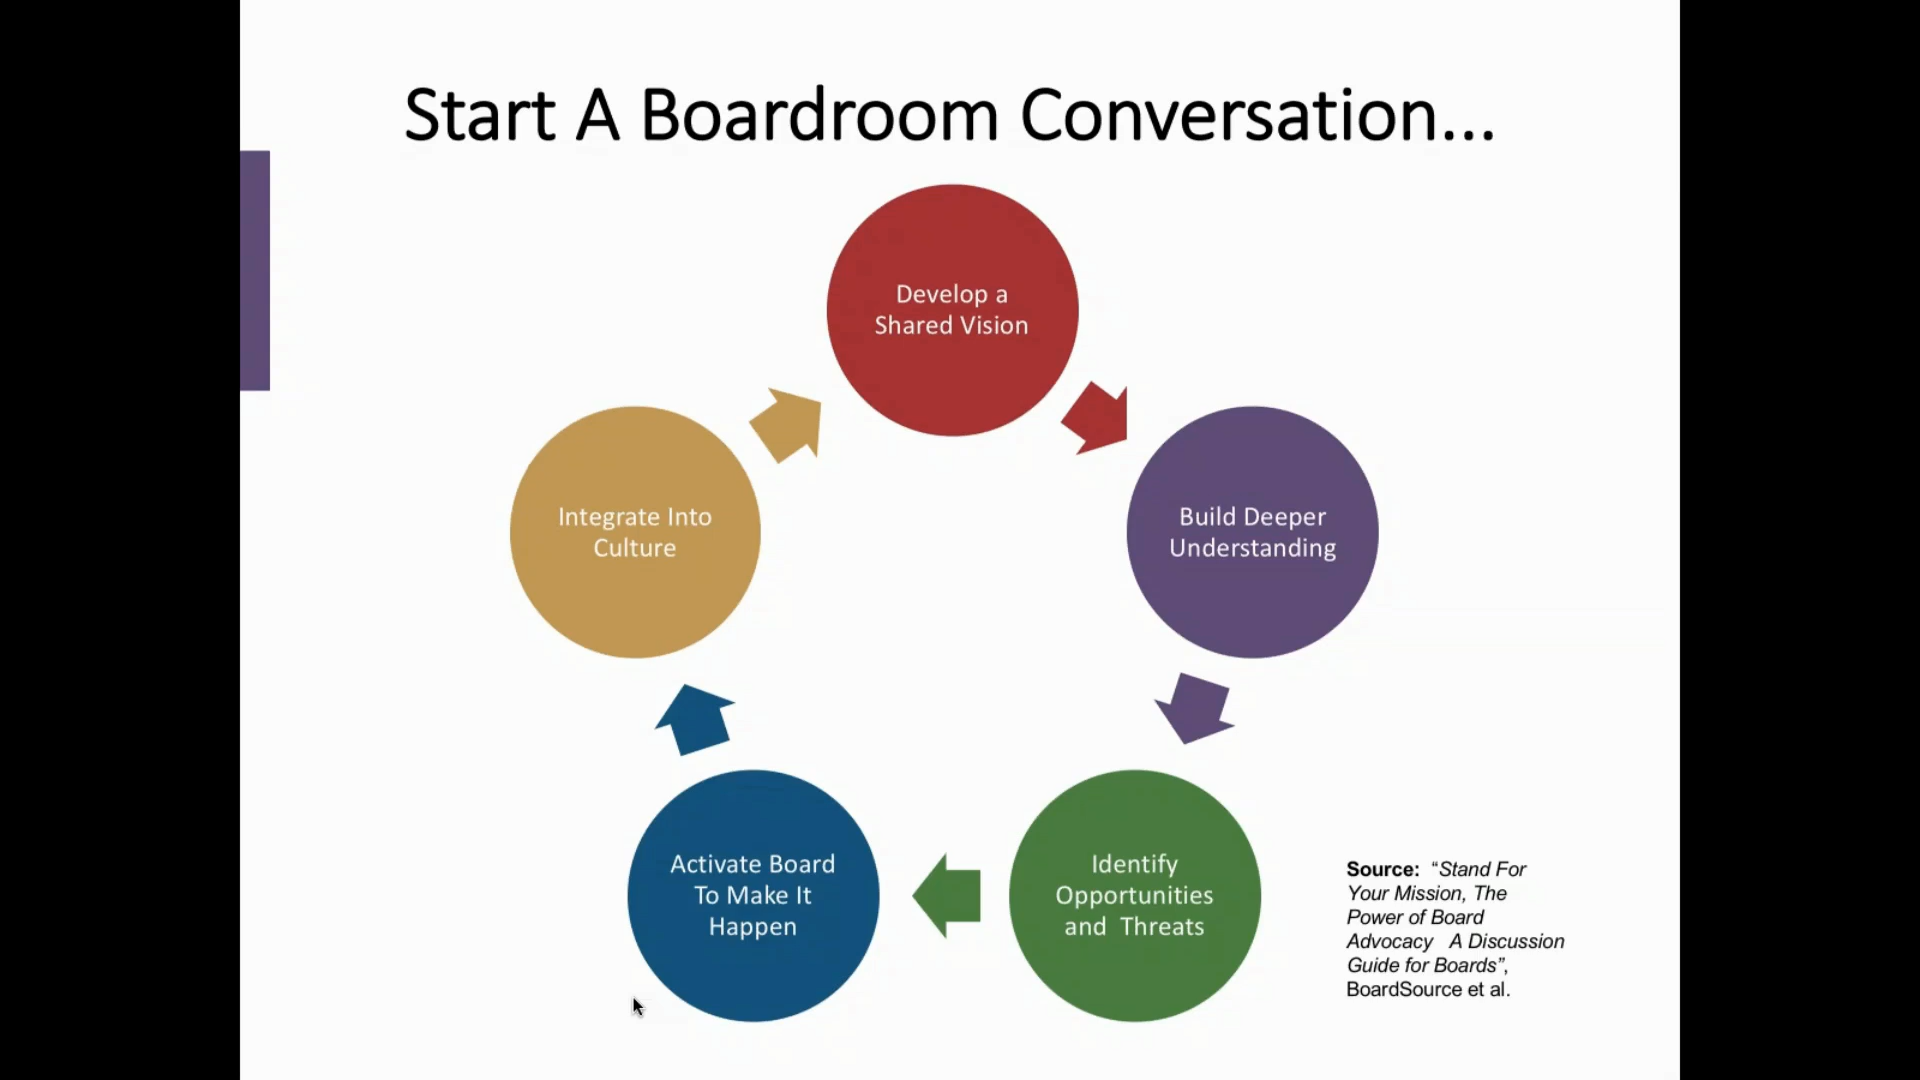 Start A Boardroom Conversation...
Develop a
Shared Vision
Build Deeper
Understanding
Identify
Opportunities
and  Threats
Activate Board
To Make It
Happen
Integrate Into
Culture
Source:  “Stand For
Your Mission, The
Power of Board
Advocacy   A Discussion
Guide for Boards”,
BoardSource et al.